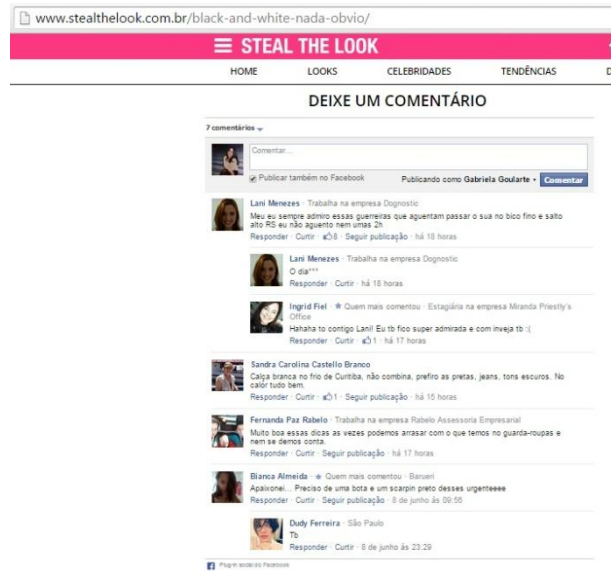 www.stealthelook.com.br/black-and-white-nada-obvio/
STEAL THE LOOK
HOME LOOKS CELEBRIDADES TENDÊNCIAS D
DEIXE UM COMENTÁRIO
7 comentários
Comentar...
Publicar também no Facebook Publicando como Gabriela Goularte Comentar
Lani Menezes · Trabalha na empresa Dognostic
Meu eu sempre admiro essas guerreiras que aguentam passar o sua no bico fino e salto
alto RS eu não aguento nem umas 2h
Responder · Curtir · 8 · Seguir publicação · há 18 horas
Lani Menezes · Trabalha na empresa Dognostic
O dia***
Responder · Curtir · há 18 horas
Ingrid Fiel · Quem mais comentou · Estagiária na empresa Miranda Priestly's
Office
Hahaha to contigo Lani! Eu tb fico super admirada e com inveja tb :(
Responder · Curtir · 1 · há 17 horas
Sandra Carolina Castello Branco
Calça branca no frio de Curitiba, não combina, prefiro as pretas, jeans, tons escuros. No
calor tudo bem.
Responder · Curtir · 1 · Seguir publicação · há 15 horas
Fernanda Paz Rabelo · Trabalha na empresa Rabelo Assessoria Empresarial
Muito boa essas dicas as vezes podemos arrasar com o que temos no guarda-roupas e
nem se demos conta.
Responder · Curtir · Seguir publicação · há 17 horas
Bianca Almeida · Quem mais comentou · Barueri
Apaixonei... Preciso de uma bota e um scarpin preto desses urgenteeee
Responder · Curtir · Seguir publicação · 8 de junho às 09:56
Dudy Ferreira · São Paulo
Tb
Responder · Curtir · 8 de junho às 23:29
Plug-in social do Facebook